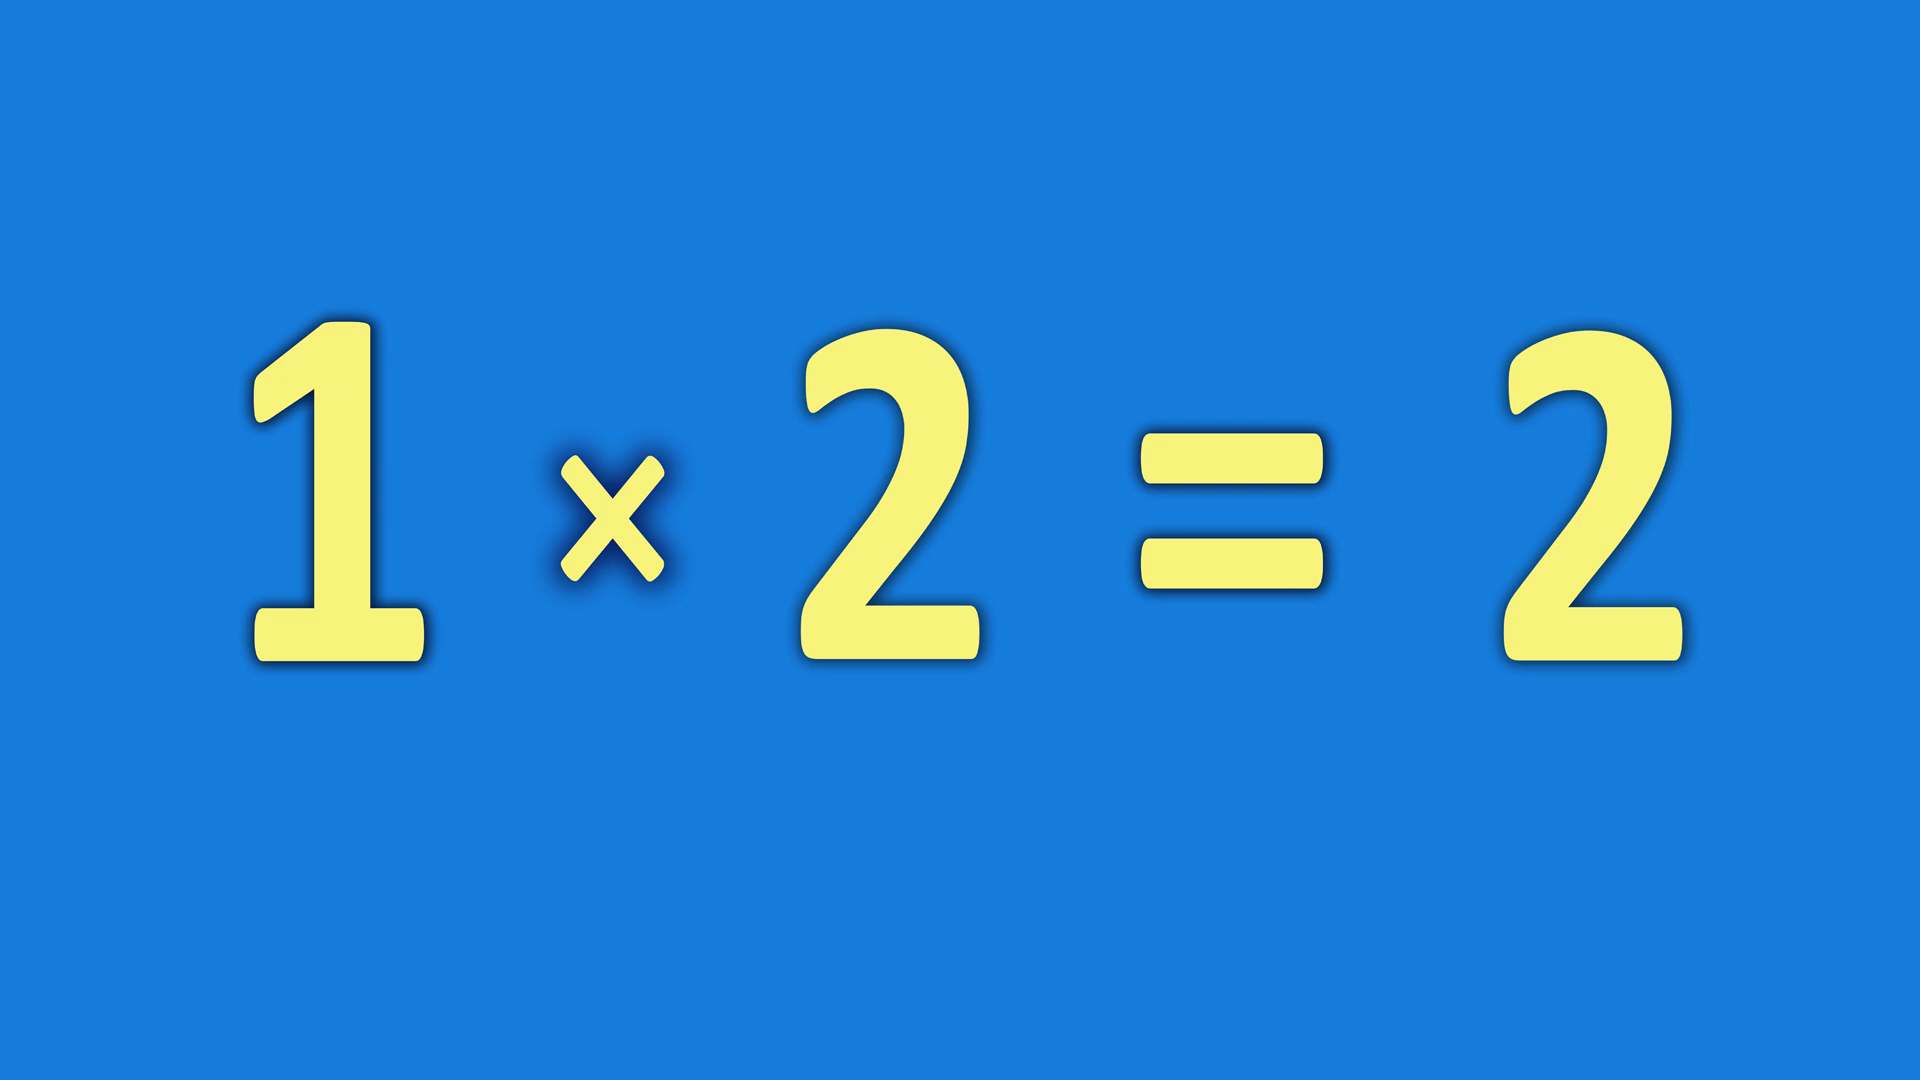 1 × 2 = 2